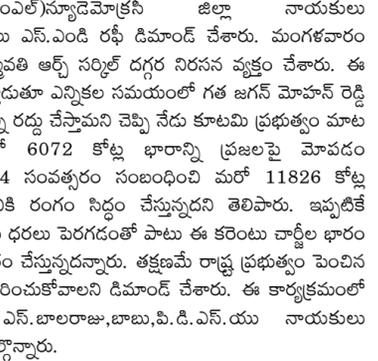 ంఎల్)న్యూడెమోక్రసీ జిల్లా నాయకులు
ఎస్.ఎండి రఫీ డిమాండ్ చేశారు. మంగళవారం
వతి ఆర్చ్ సర్కిల్ దగ్గర నిరసన వ్యక్తం చేశారు. ఈ
డుతూ ఎన్నికల సమయంలో గత జగన్ మోహన్ రెడ్డి
రద్దు చేస్తామని చెప్పి నేడు కూటమి ప్రభుత్వం మాట
6072 కోట్ల భారాన్ని ప్రజలపై మోపడం
4 సంవత్సరం సంబంధించి మరో 11826 కోట్ల
కి రంగం సిద్ధం చేస్తున్నదని తెలిపారు. ఇప్పటికే
ధరలు పెరగడంతో పాటు ఈ కరెంటు చార్జీల భారం
చేస్తున్నదన్నారు. తక్షణమే రాష్ట్ర ప్రభుత్వం పెంచిన
రించుకోవాలని డిమాండ్ చేశారు. ఈ కార్యక్రమంలో
ఎస్.బాలరాజు,బాబు,పి.డి.ఎస్.యు నాయకులు
ల్గొన్నారు.